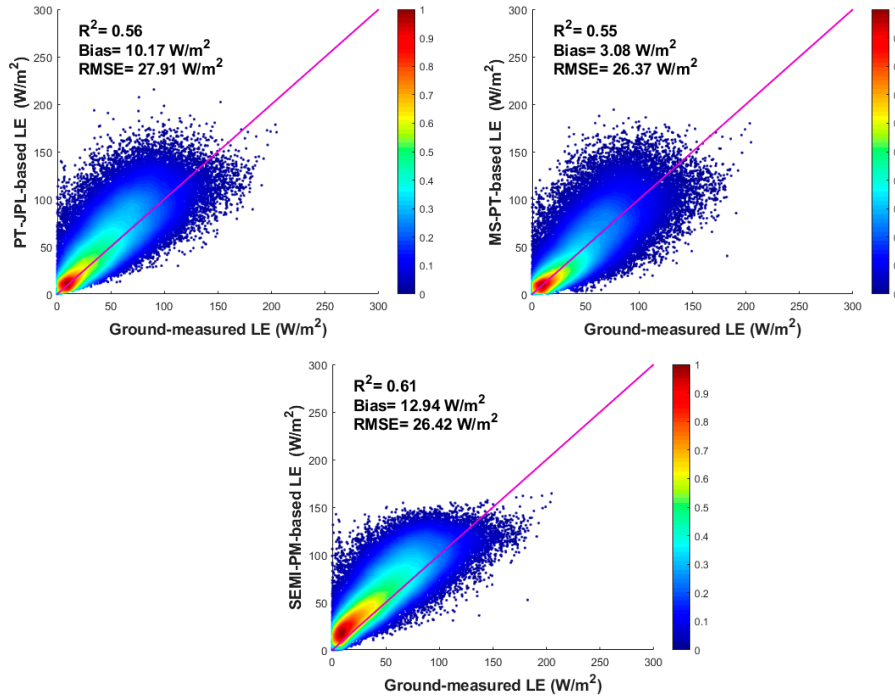 R²= 0.56
Bias= 10.17 W/m²
RMSE= 27.91 W/m²
PT-JPL-based LE (W/m²)
300
250
200
150
100
50
0
0 50 100 150 200 250 300
Ground-measured LE (W/m²)
1
0.9
0.8
0.7
0.6
0.5
0.4
0.3
0.2
0.1
0
R²= 0.55
Bias= 3.08 W/m²
RMSE= 26.37 W/m²
MS-PT-based LE (W/m²)
300
250
200
150
100
50
0
0 50 100 150 200 250 300
Ground-measured LE (W/m²)
R²= 0.61
Bias= 12.94 W/m²
RMSE= 26.42 W/m²
SEMI-PM-based LE (W/m²)
300
250
200
150
100
50
0
0 50 100 150 200 250 300
Ground-measured LE (W/m²)
1
0.9
0.8
0.7
0.6
0.5
0.4
0.3
0.2
0.1
0